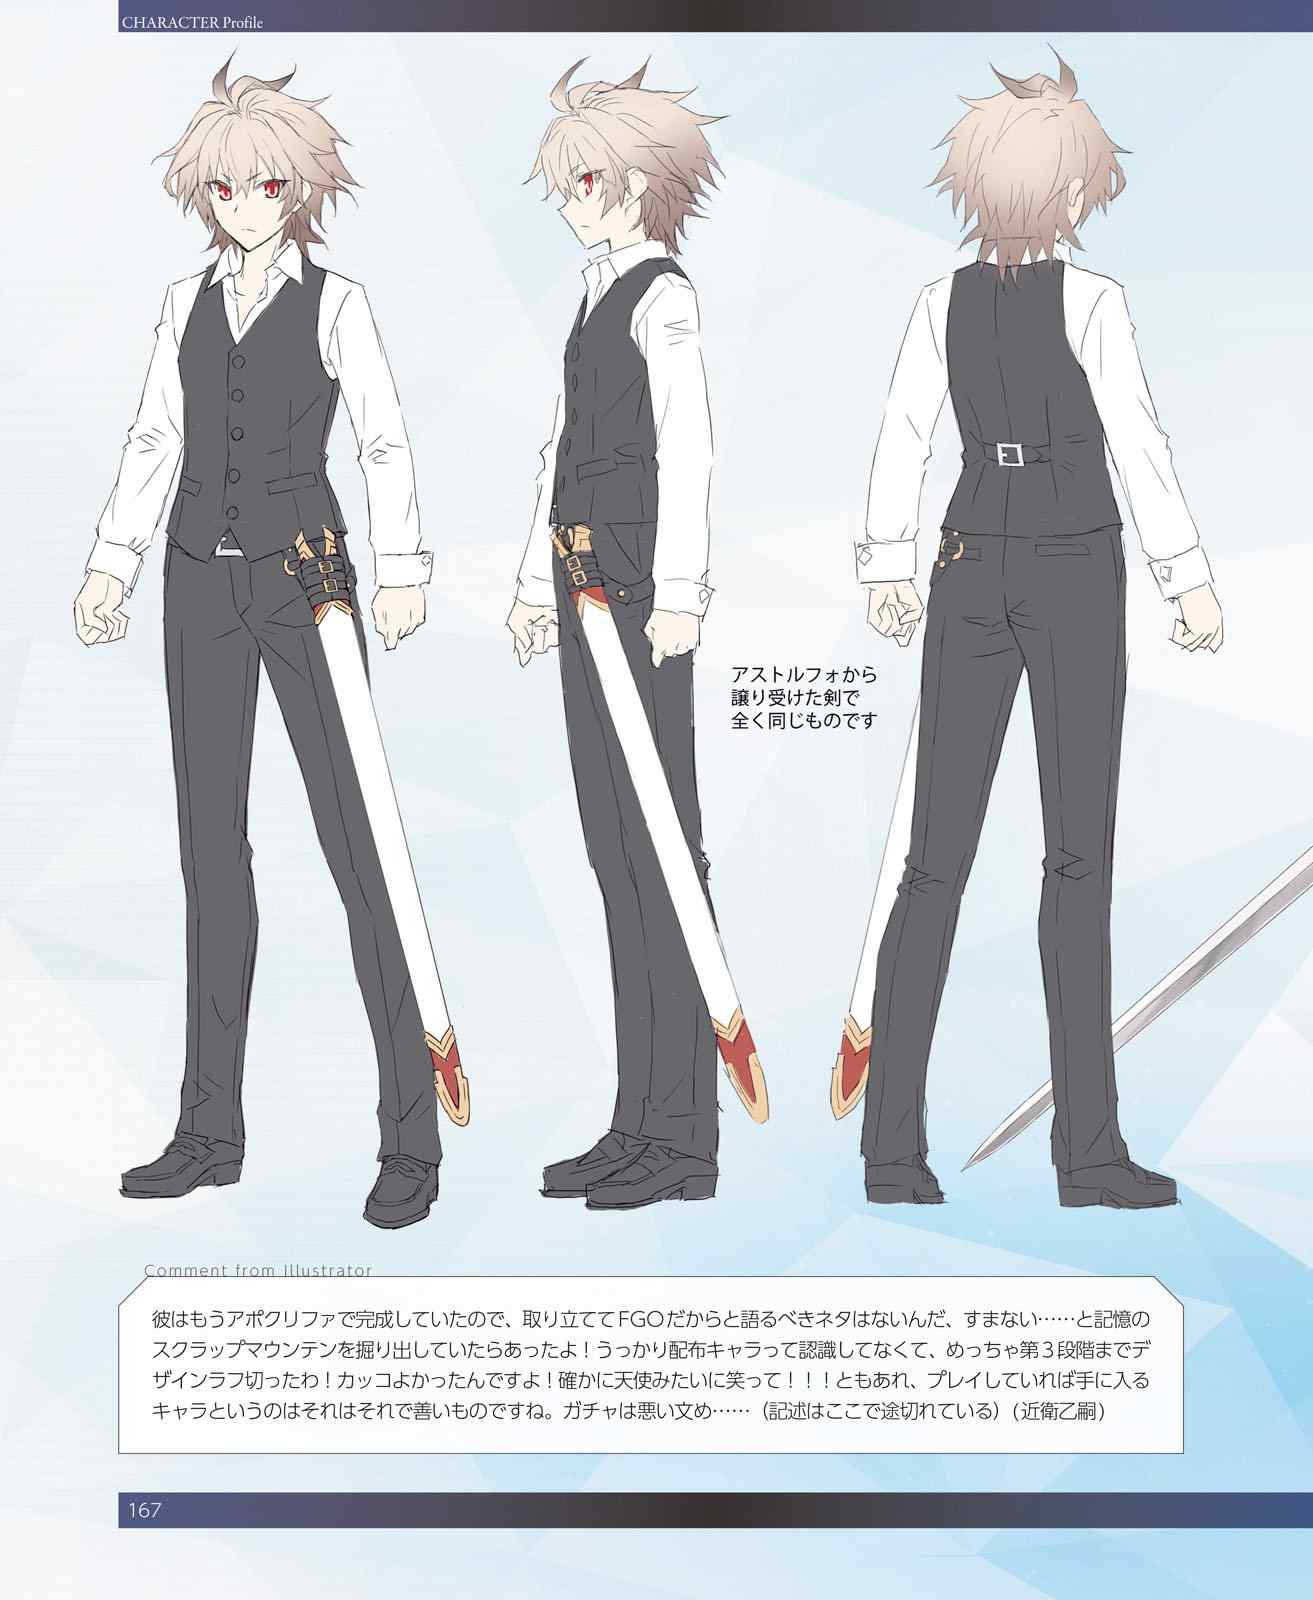 CHARACTER Profile
アストルフォから
譲り受けた剣で
全く同じものです
Comment from Illustrator
彼はもうアポクリファで完成していたので、取り立ててFGOだからと語るべきネタはないんだ、すまない……と記憶の
スクラップマウンテンを掘り出していたらあったよ！うっかり配布キャラって認識してなくて、めっちゃ第３段階までデ
ザインラフ切ったわ！カッコよかったんですよ！確かに天使みたいに笑って！！！ともあれ、プレイしていれば手に入る
キャラというのはそれはそれで善いものですね。ガチャは悪い文め……（記述はここで途切れている）(近衛乙嗣)
167